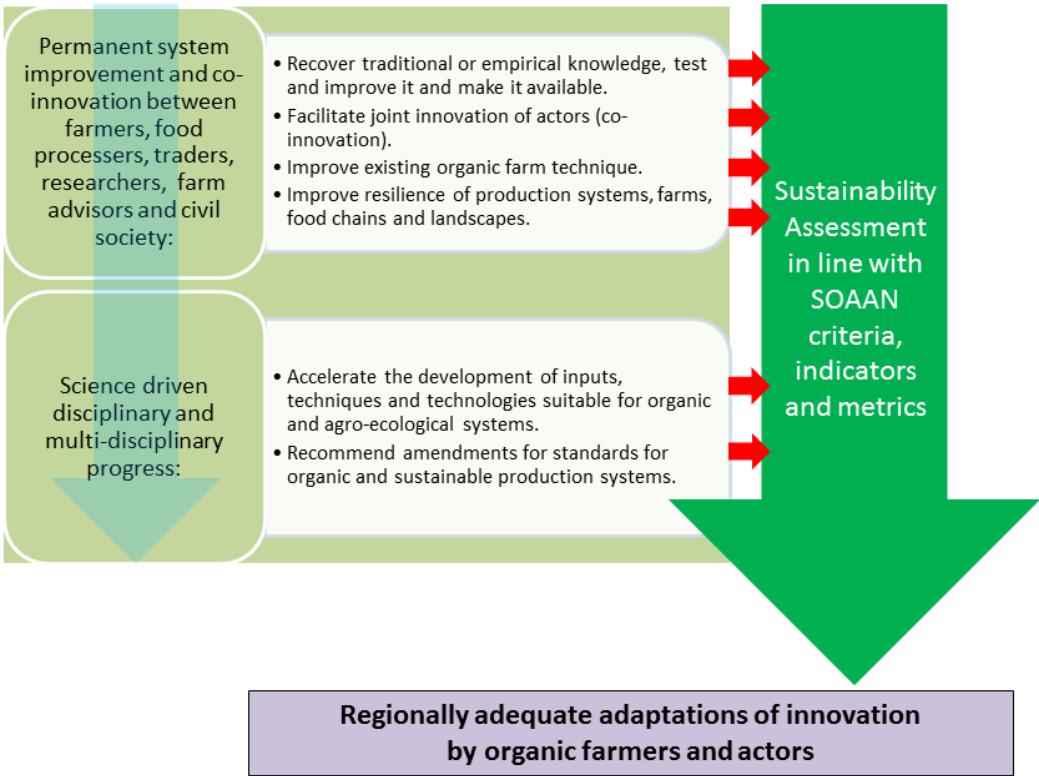 Permanent system
improvement and co-
innovation between
farmers, food
processers, traders,
researchers, farm
advisors and civil
society:
• Recover traditional or empirical knowledge, test
and improve it and make it available.
• Facilitate joint innovation of actors (co-
innovation).
• Improve existing organic farm technique.
• Improve resilience of production systems, farms,
food chains and landscapes.
Science driven
disciplinary and
multi-disciplinary
progress:
• Accelerate the development of inputs,
techniques and technologies suitable for organic
and agro-ecological systems.
• Recommend amendments for standards for
organic and sustainable production systems.
Sustainability
Assessment
in line with
SOAAN
criteria,
indicators
and metrics
Regionally adequate adaptations of innovation
by organic farmers and actors